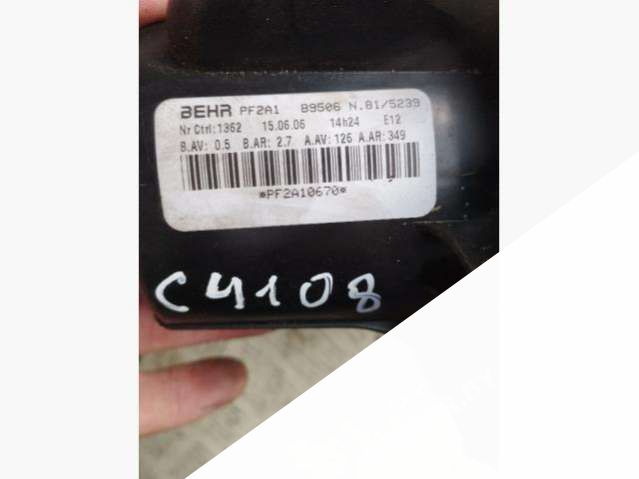 BEHR PF2A1 B9506 N.81/5239
Nr Ctrl:1362 15.06.06 14h24 E12
B.AV: 0.5 B.AR: 2.7 A.AV:126 A.AR:349
*PF2A10670*
C4108